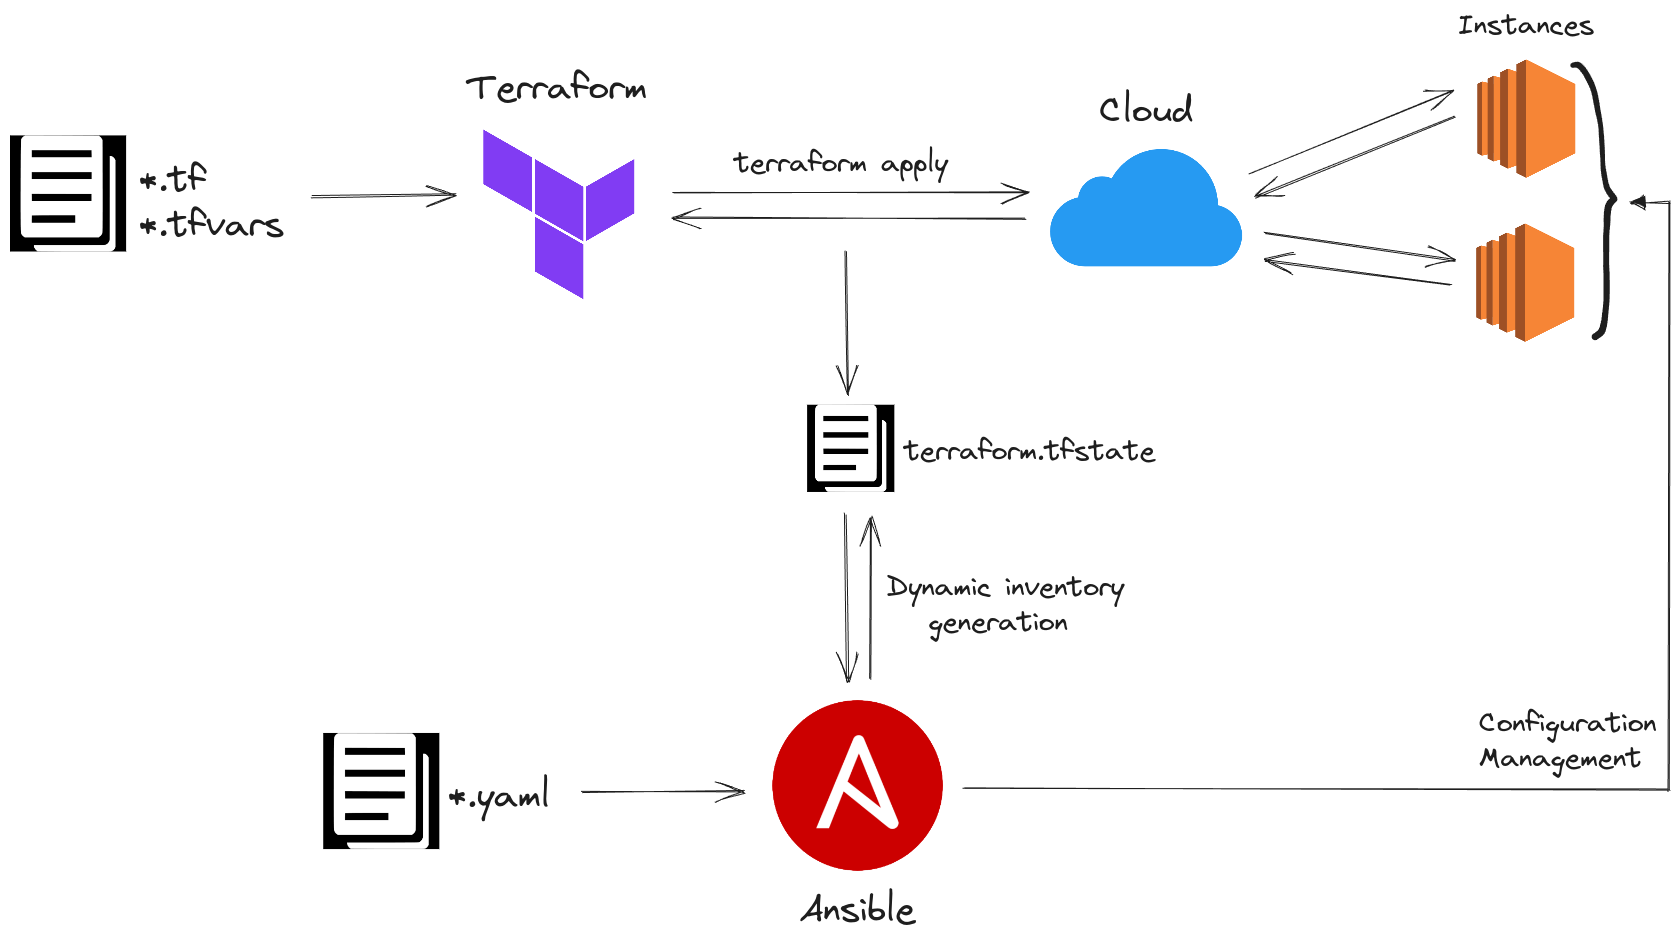 Instances
Terraform
Cloud
terraform apply
*.tf
*.tfvars
terraform.tfstate
Dynamic inventory
generation
Configuration
Management
*.yaml
Ansible